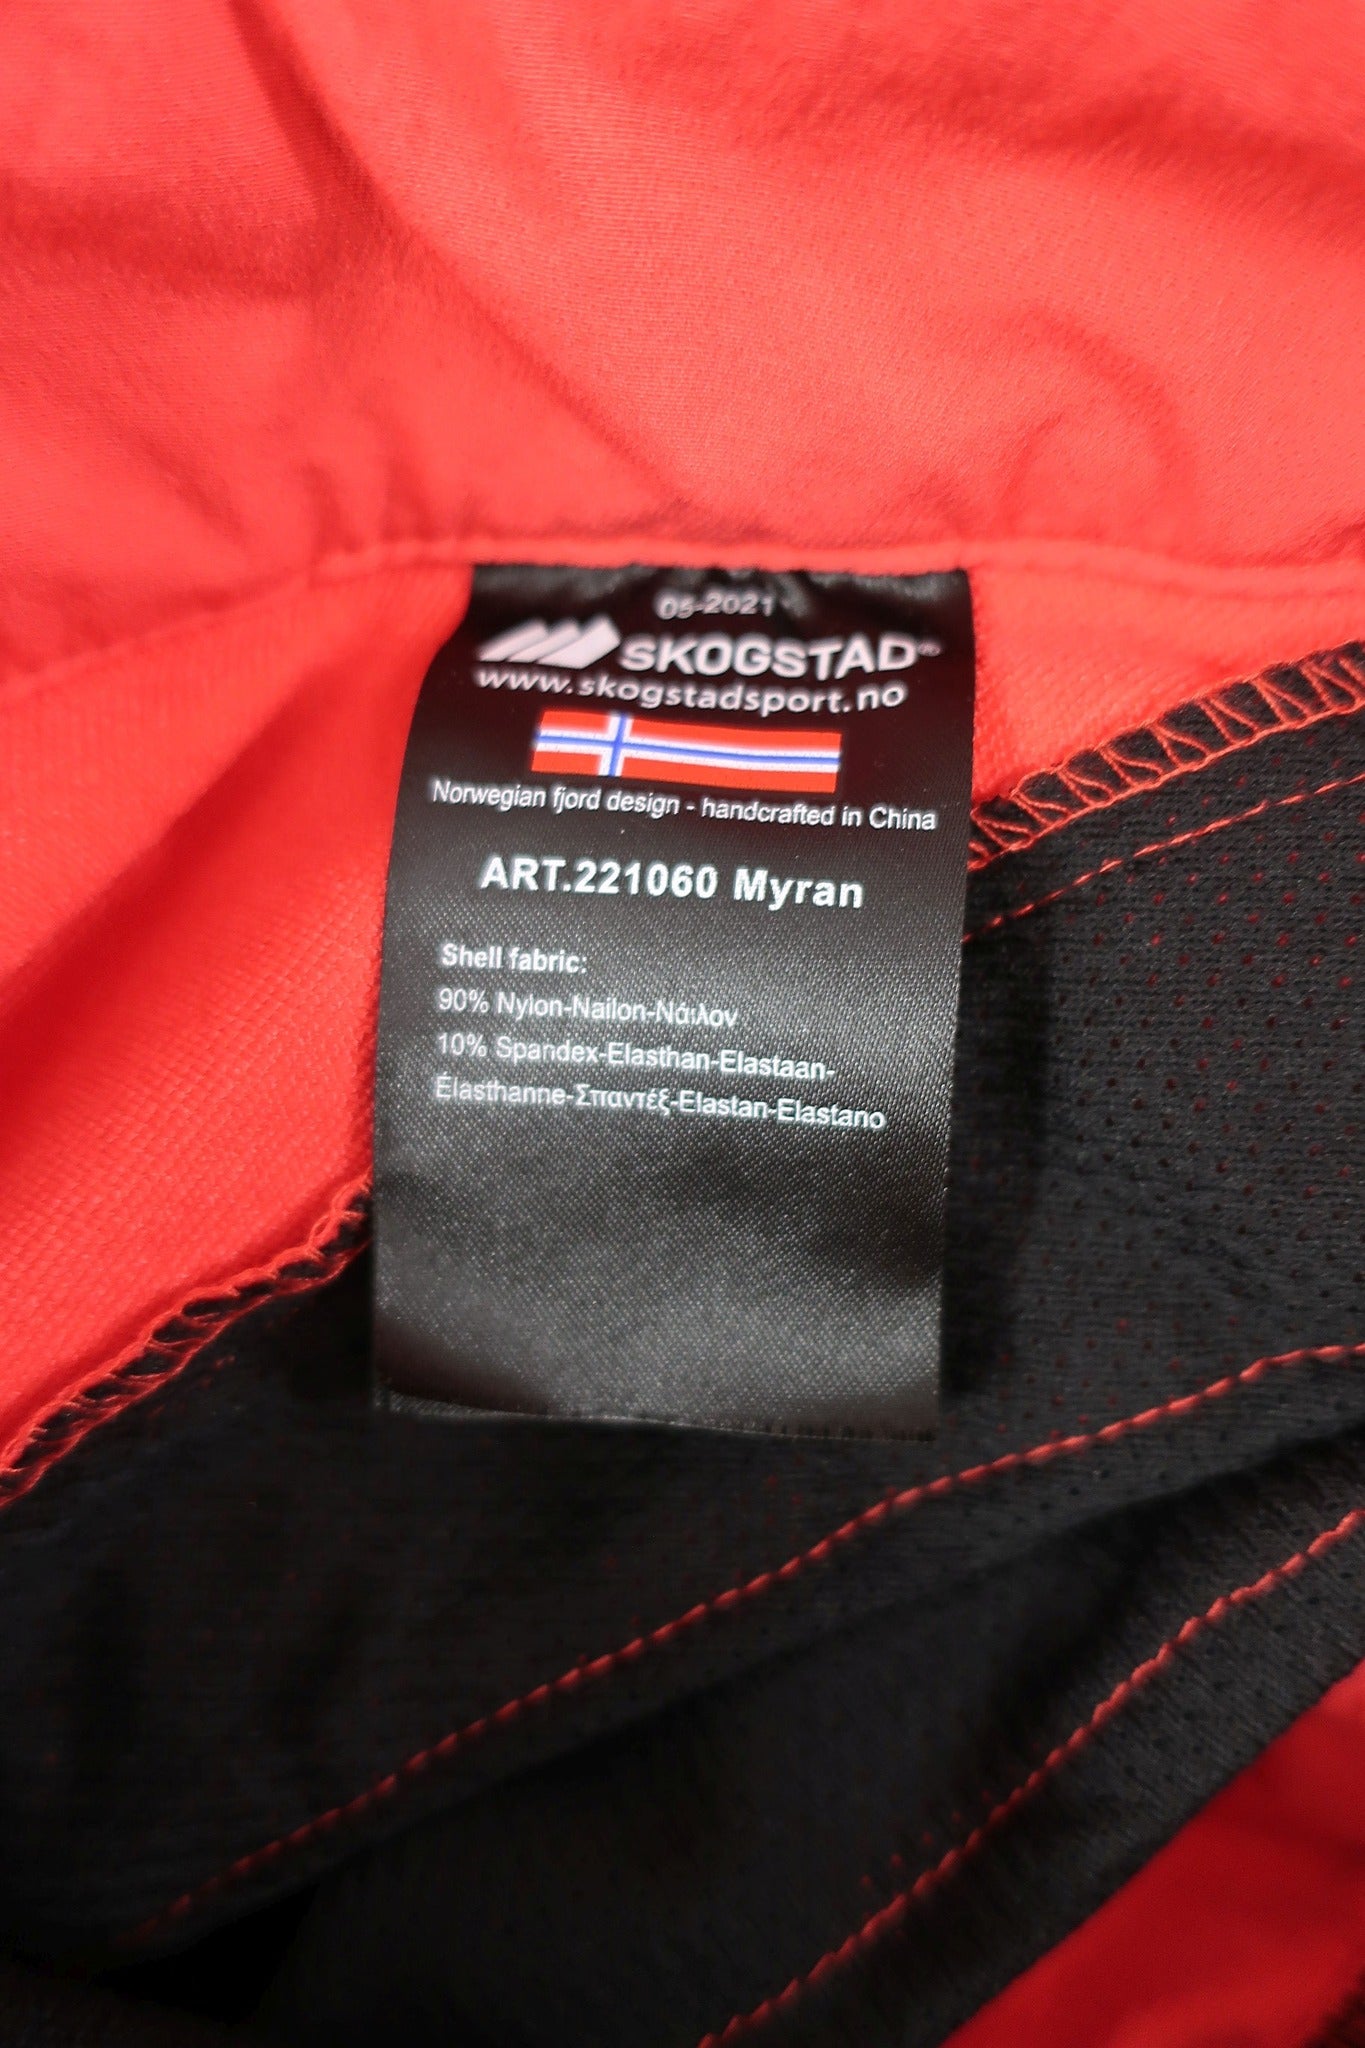 05-2021
SKOGSTAD®
www.skogstadsport.no
Norwegian fjord design - handcrafted in China
ART.221060 Myran
Shell fabric:
90% Nylon-Nailon-Νάιλον
10% Spandex-Elasthan-Elastaan-
Élasthanne-Σπαντέξ-Elastan-Elastano